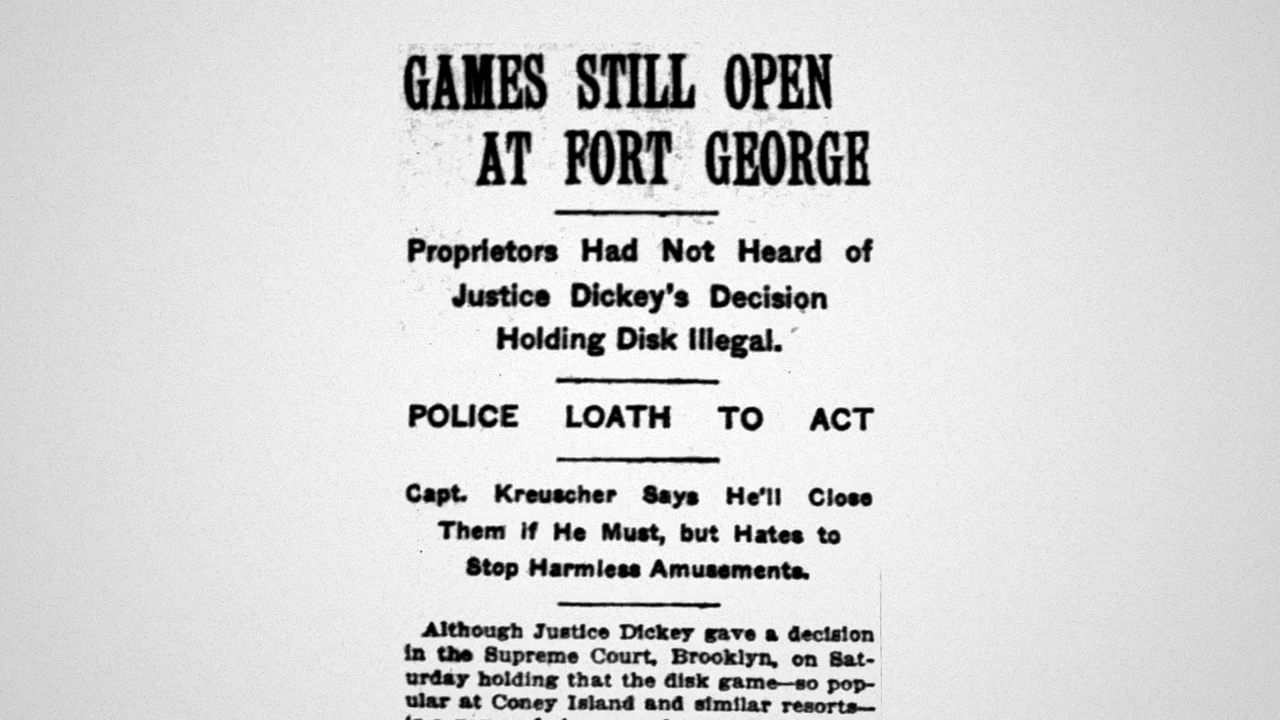 GAMES STILL OPEN
AT FORT GEORGE
Proprietors Had Not Heard of
Justice Dickey's Decision
Holding Disk Illegal.
POLICE LOATH TO ACT
Capt. Kreuscher Says He'll Close
Them if He Must, but Hates to
Stop Harmless Amusements.
Although Justice Dickey gave a decision
in the Supreme Court, Brooklyn, on Sat-
urday holding that the disk game—so pop-
ular at Coney Island and similar resorts—